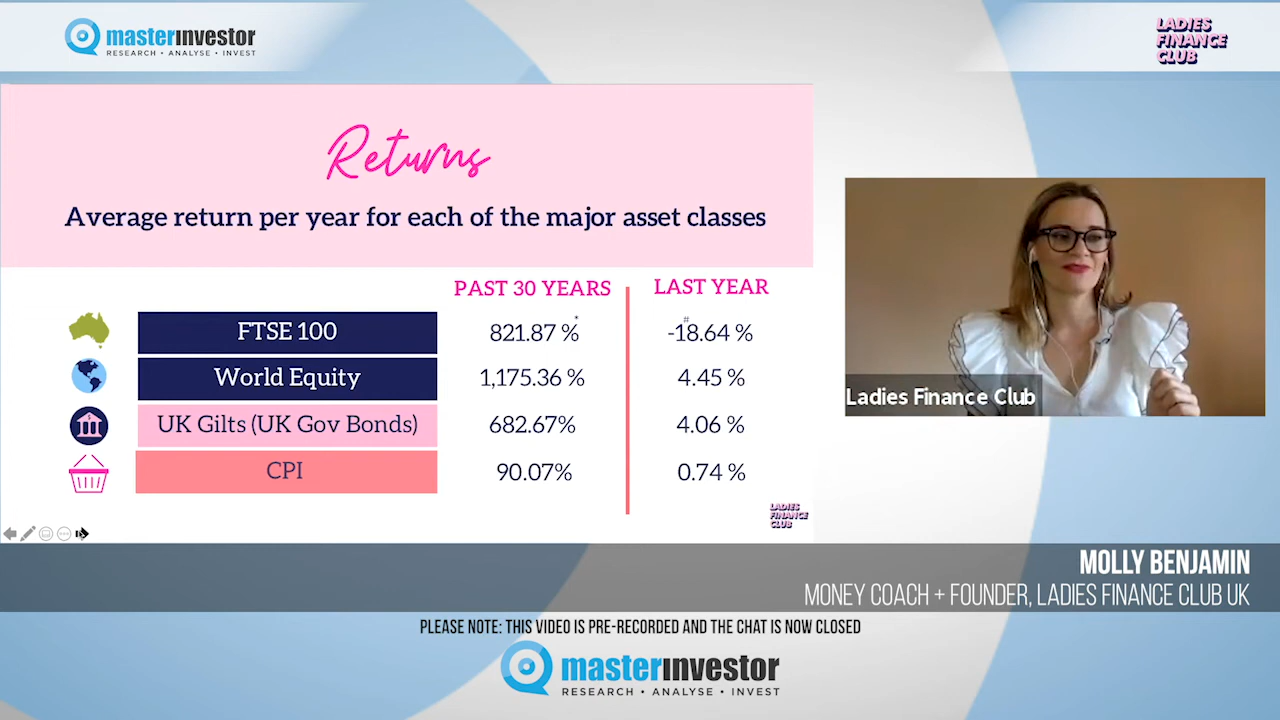 masterinvestor
RESEARCH • ANALYSE • INVEST
LADIES
FINANCE
CLUB
Returns
Average return per year for each of the major asset classes
PAST 30 YEARS LAST YEAR
FTSE 100 821.87 %* -18.64 %#
World Equity 1,175.36 % 4.45 %
UK Gilts (UK Gov Bonds) 682.67% 4.06 %
CPI 90.07% 0.74 %
LADIES
FINANCE
CLUB
Ladies Finance Club
MOLLY BENJAMIN
MONEY COACH + FOUNDER, LADIES FINANCE CLUB UK
PLEASE NOTE: THIS VIDEO IS PRE-RECORDED AND THE CHAT IS NOW CLOSED
masterinvestor
RESEARCH • ANALYSE • INVEST